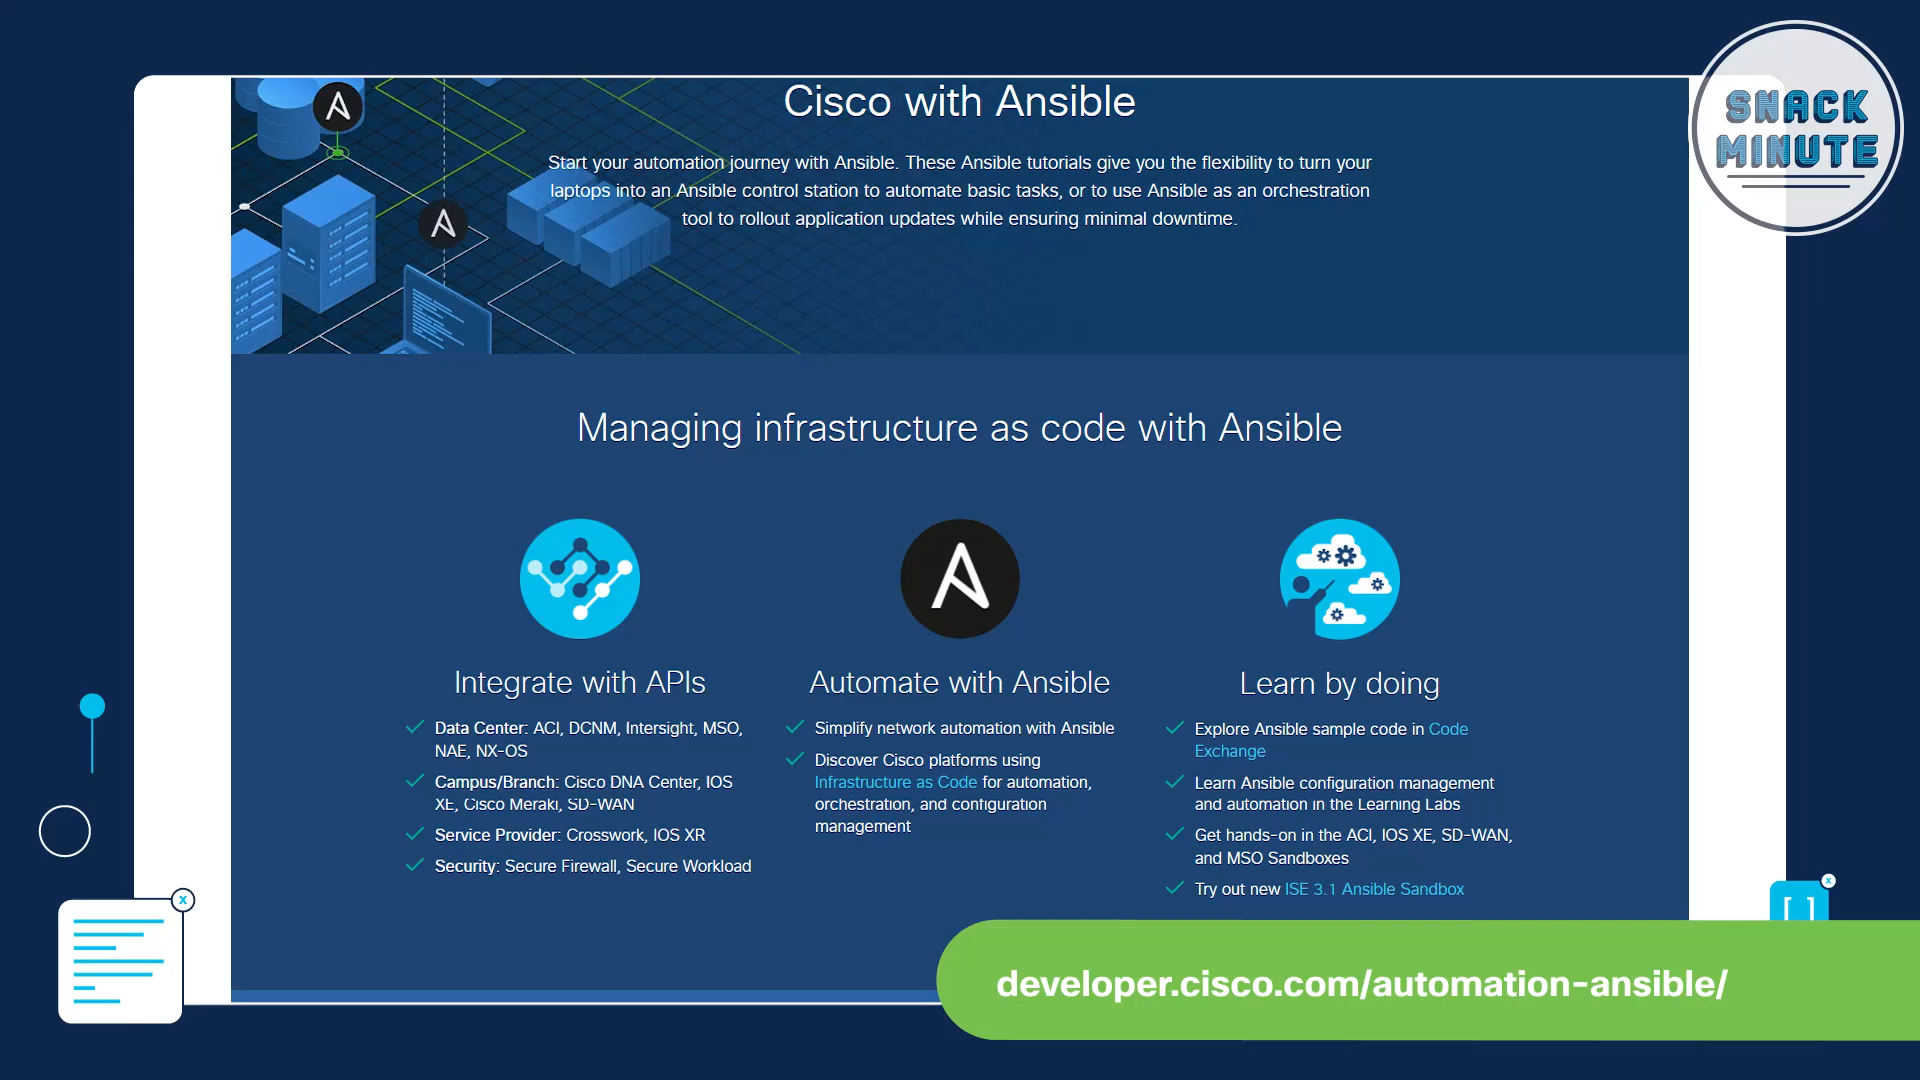 SNACK
MINUTE
Cisco with Ansible
Start your automation journey with Ansible. These Ansible tutorials give you the flexibility to turn your
laptops into an Ansible control station to automate basic tasks, or to use Ansible as an orchestration
tool to rollout application updates while ensuring minimal downtime.
Managing infrastructure as code with Ansible
Integrate with APIs
Data Center: ACI, DCNM, Intersight, MSO,
NAE, NX-OS
Campus/Branch: Cisco DNA Center, IOS
XE, Cisco Meraki, SD-WAN
Service Provider: Crosswork, IOS XR
Security: Secure Firewall, Secure Workload
Automate with Ansible
Simplify network automation with Ansible
Discover Cisco platforms using
Infrastructure as Code for automation,
orchestration, and configuration
management
Learn by doing
Explore Ansible sample code in Code
Exchange
Learn Ansible configuration management
and automation in the Learning Labs
Get hands-on in the ACI, IOS XE, SD-WAN,
and MSO Sandboxes
Try out new ISE 3.1 Ansible Sandbox
x
x
[ ]
developer.cisco.com/automation-ansible/